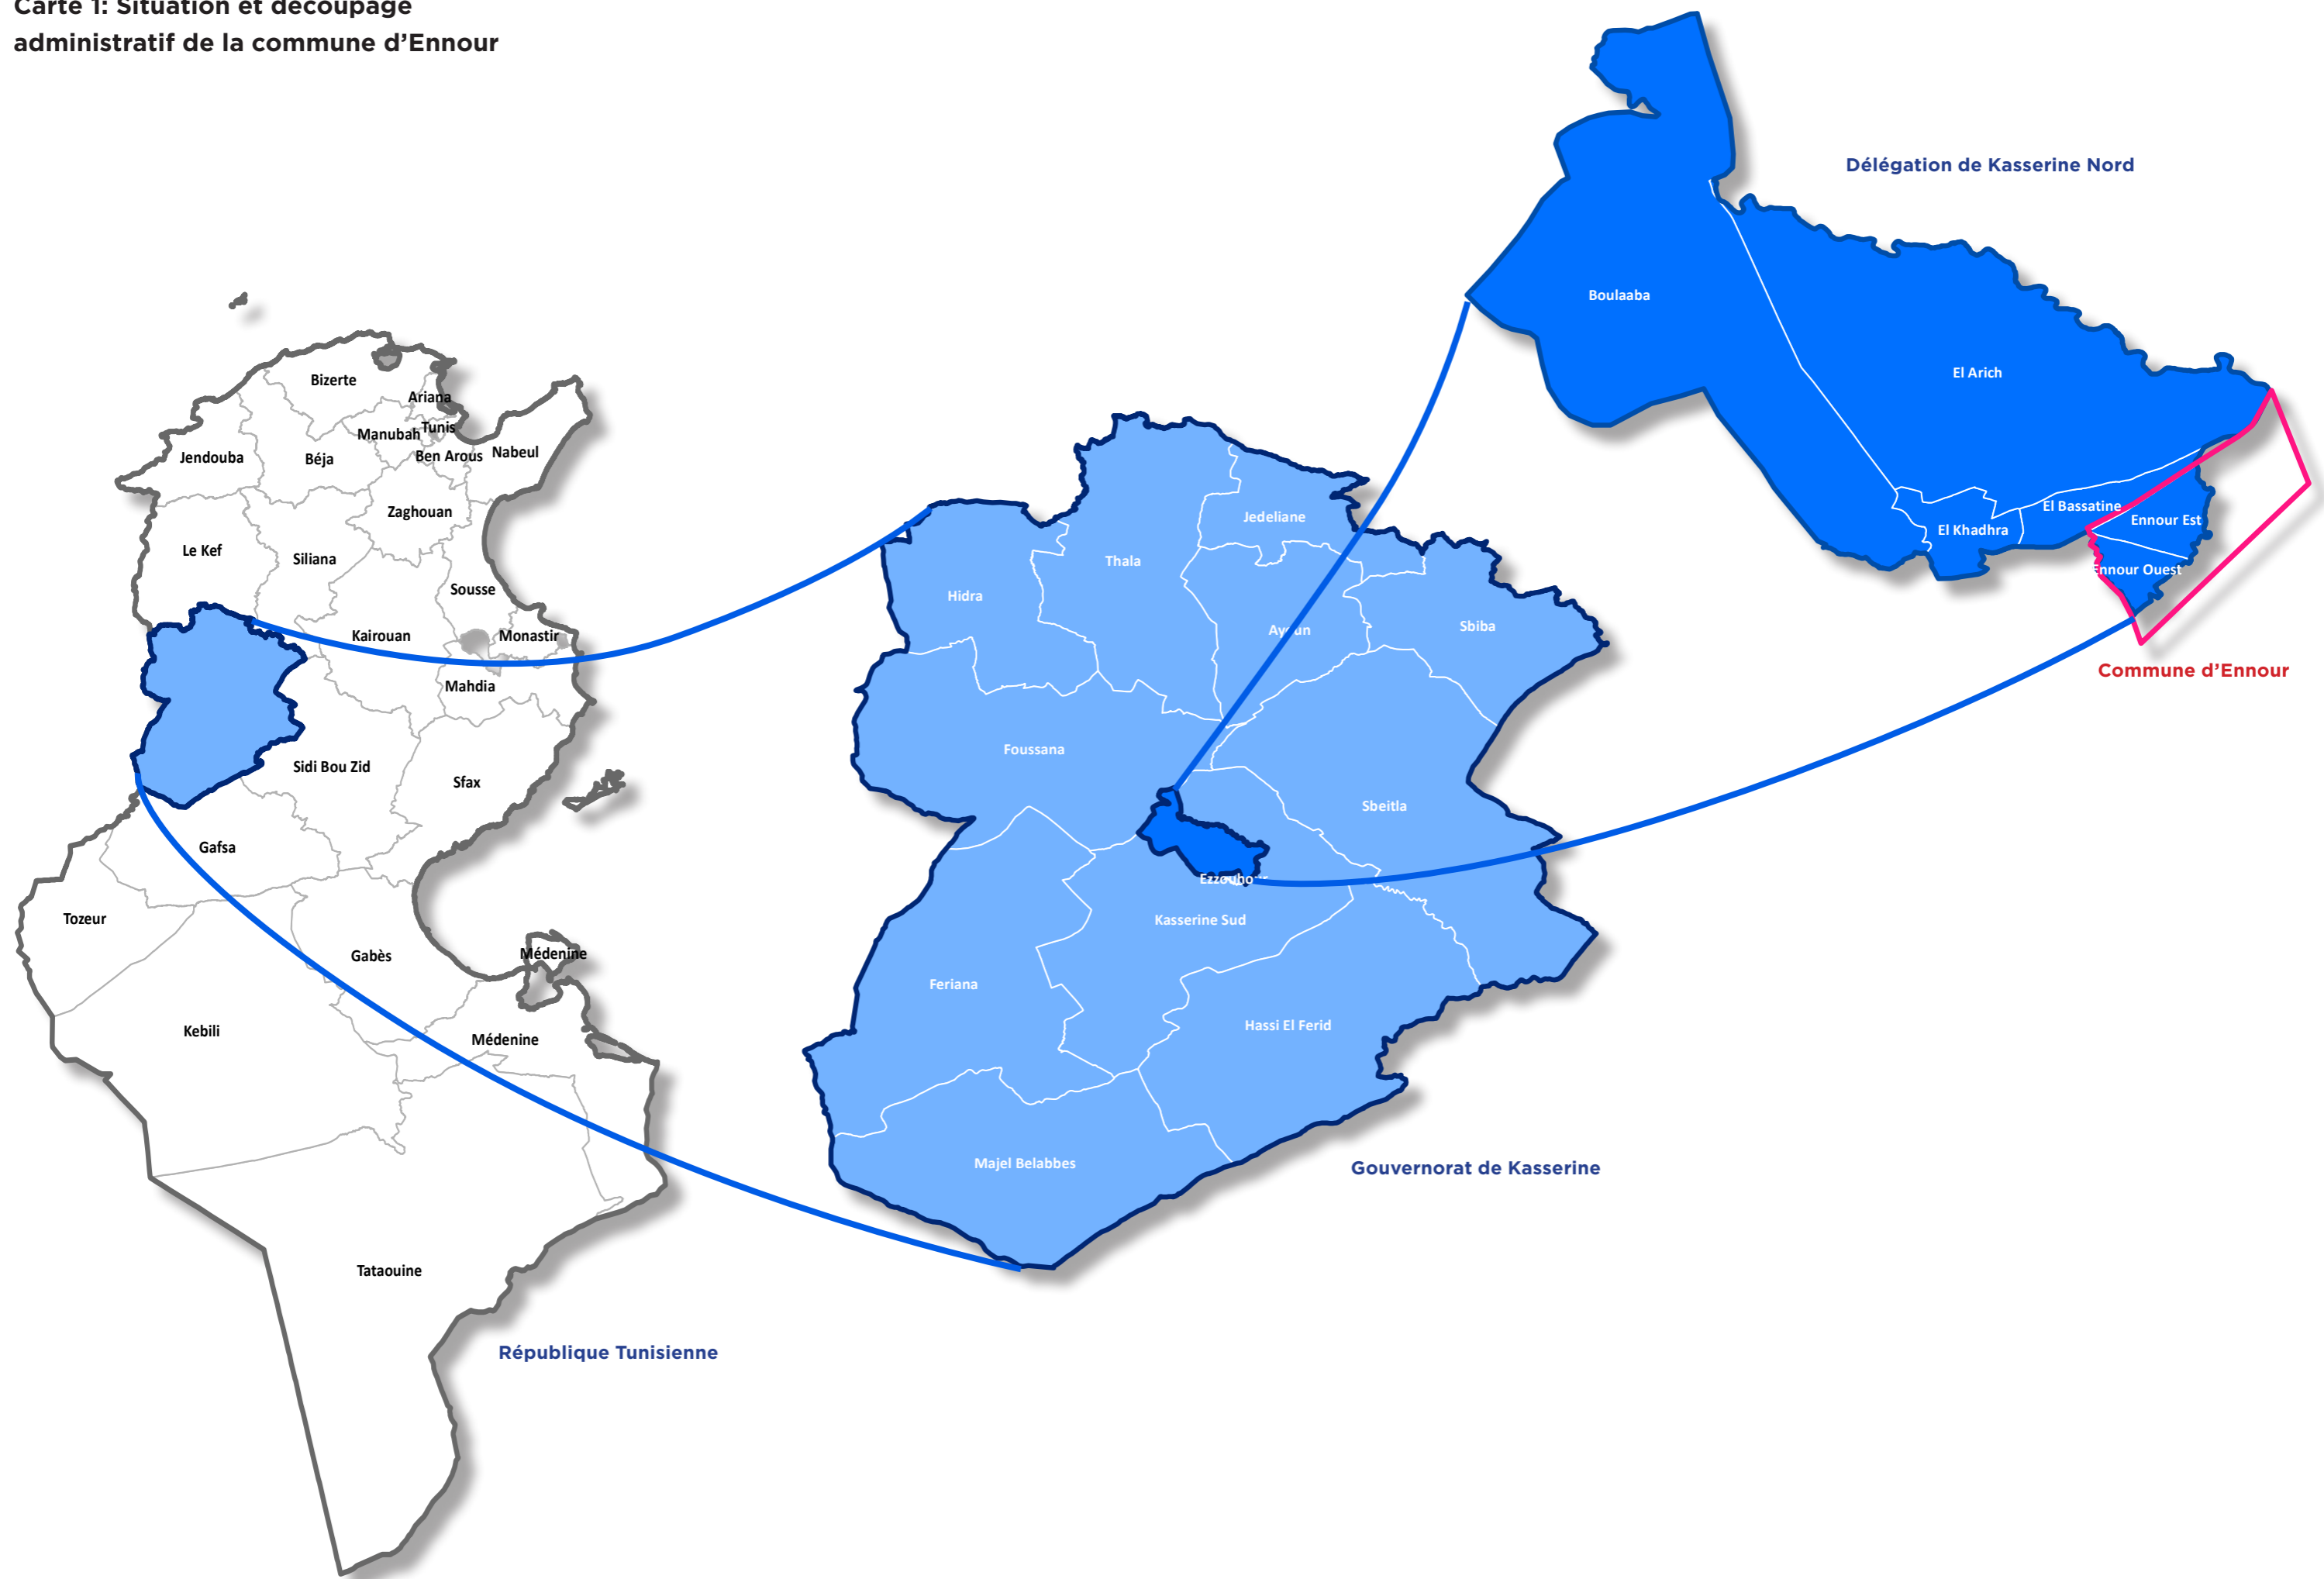 Carte 1: Situation et découpage
administratif de la commune d'Ennour
Délégation de Kasserine Nord
Boulaaba
El Arich
El Bassatine
El Khadhra
Ennour Est
Ennour Ouest
Commune d'Ennour
Bizerte
Ariana
Tunis
Manubah
Ben Arous
Nabeul
Jendouba
Béja
Zaghouan
Le Kef
Siliana
Sousse
Kairouan
Monastir
Mahdia
Sidi Bou Zid
Sfax
Gafsa
Tozeur
Gabès
Médenine
Kebili
Médenine
Tataouine
République Tunisienne
Jedeliane
Thala
Hidra
Ayoun
Sbiba
Foussana
Sbeitla
Ezzouhour
Kasserine Sud
Feriana
Hassi El Ferid
Majel Belabbes
Gouvernorat de Kasserine